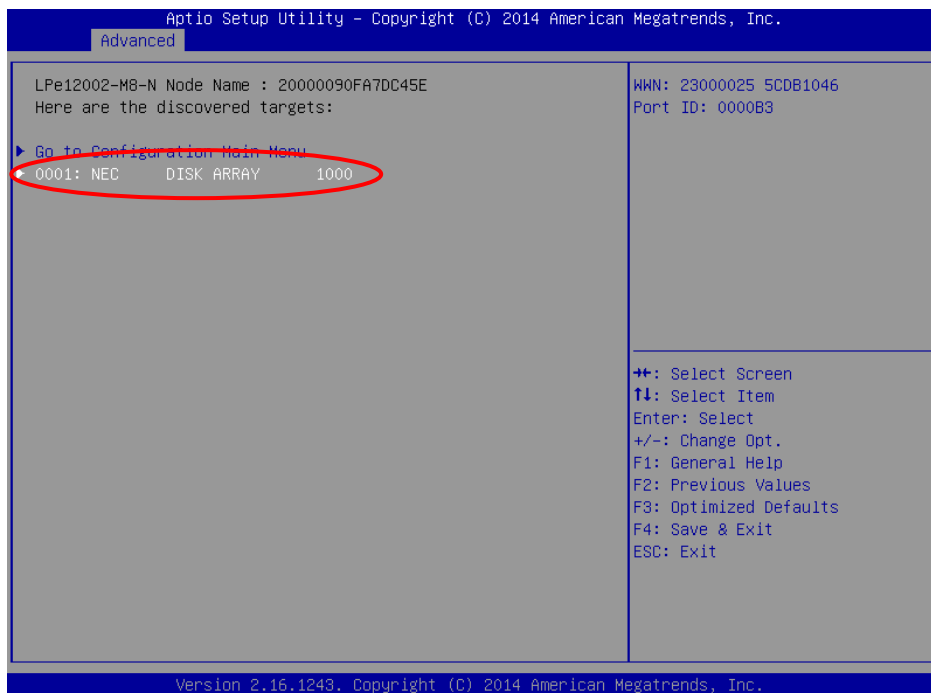 Aptio Setup Utility – Copyright (C) 2014 American Megatrends, Inc.
Advanced
LPe12002-M8-N Node Name : 20000090FA7DC45E
Here are the discovered targets:
Go to Configuration Main Menu
0001: NEC DISK ARRAY 1000
WWN: 23000025 5CDB1046
Port ID: 0000B3
→←: Select Screen
↑↓: Select Item
Enter: Select
+/-: Change Opt.
F1: General Help
F2: Previous Values
F3: Optimized Defaults
F4: Save & Exit
ESC: Exit
Version 2.16.1243. Copyright (C) 2014 American Megatrends, Inc.